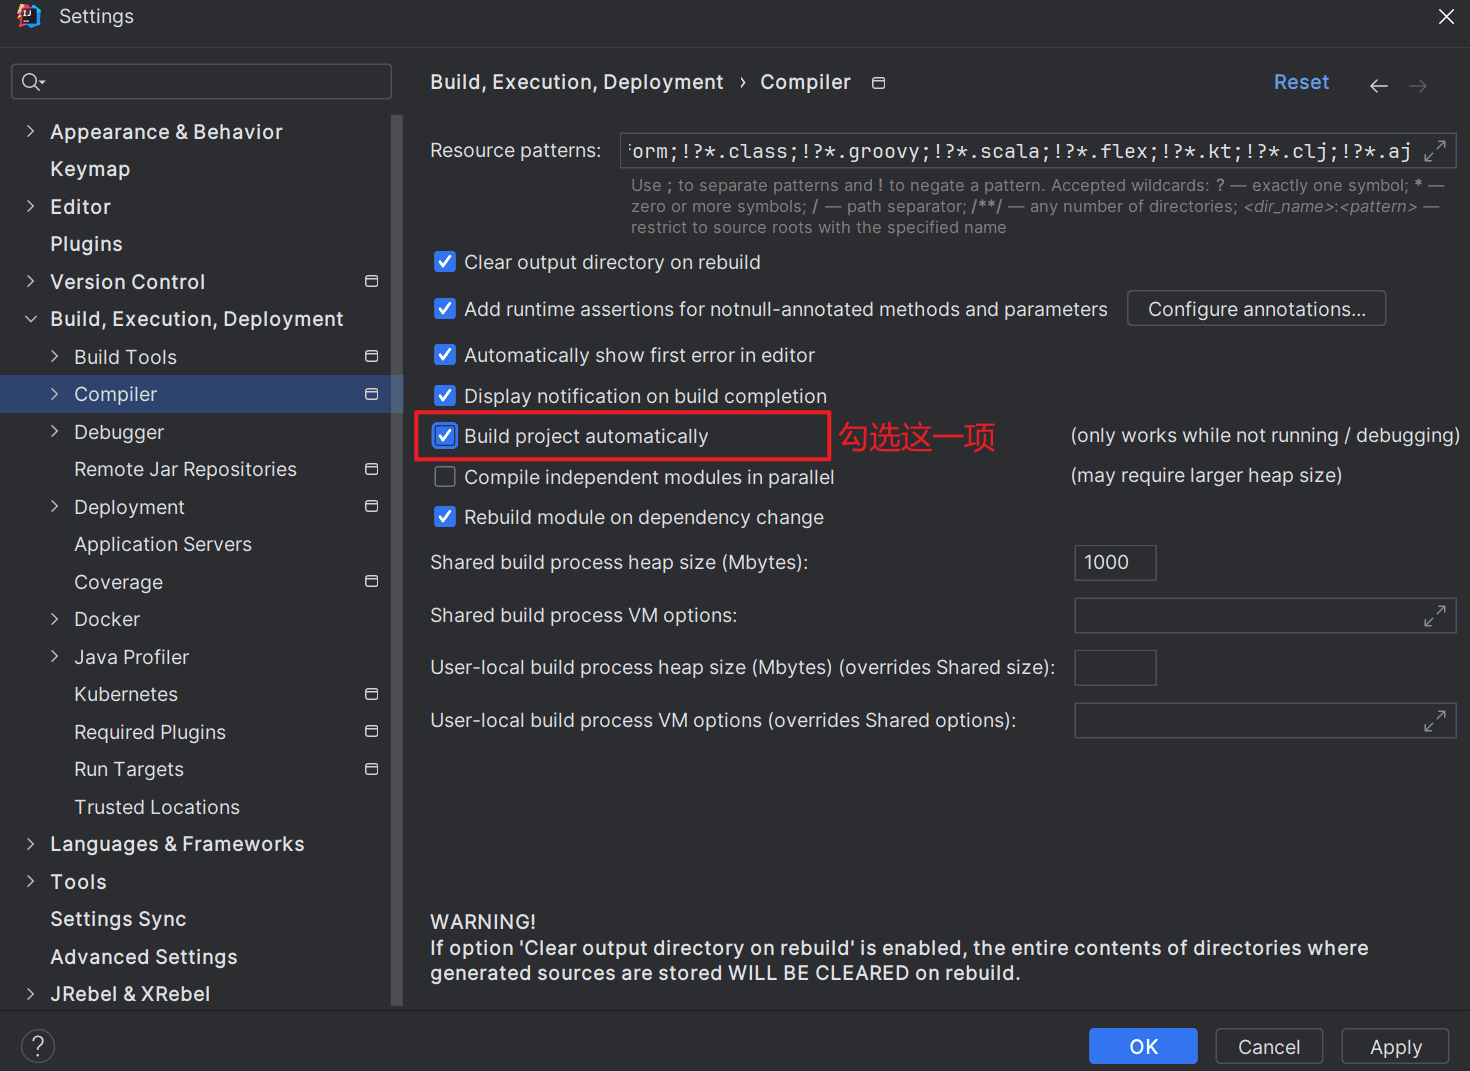 Settings
Build, Execution, Deployment › Compiler
Reset
Appearance & Behavior
Keymap
Editor
Plugins
Version Control
Build, Execution, Deployment
Build Tools
Compiler
Debugger
Remote Jar Repositories
Deployment
Application Servers
Coverage
Docker
Java Profiler
Kubernetes
Required Plugins
Run Targets
Trusted Locations
Languages & Frameworks
Tools
Settings Sync
Advanced Settings
JRebel & XRebel
Resource patterns: orm;!?*.class;!?*.groovy;!?*.scala;!?*.flex;!?*.kt;!?*.clj;!?*.aj
Use ; to separate patterns and ! to negate a pattern. Accepted wildcards: ? — exactly one symbol; * —
zero or more symbols; / — path separator; /**/ — any number of directories; <dir_name>:<pattern> —
restrict to source roots with the specified name
Clear output directory on rebuild
Add runtime assertions for notnull-annotated methods and parameters Configure annotations...
Automatically show first error in editor
Display notification on build completion
Build project automatically 勾选这一项 (only works while not running / debugging)
Compile independent modules in parallel (may require larger heap size)
Rebuild module on dependency change
Shared build process heap size (Mbytes): 1000
Shared build process VM options:
User-local build process heap size (Mbytes) (overrides Shared size):
User-local build process VM options (overrides Shared options):
WARNING!
If option 'Clear output directory on rebuild' is enabled, the entire contents of directories where
generated sources are stored WILL BE CLEARED on rebuild.
? OK Cancel Apply